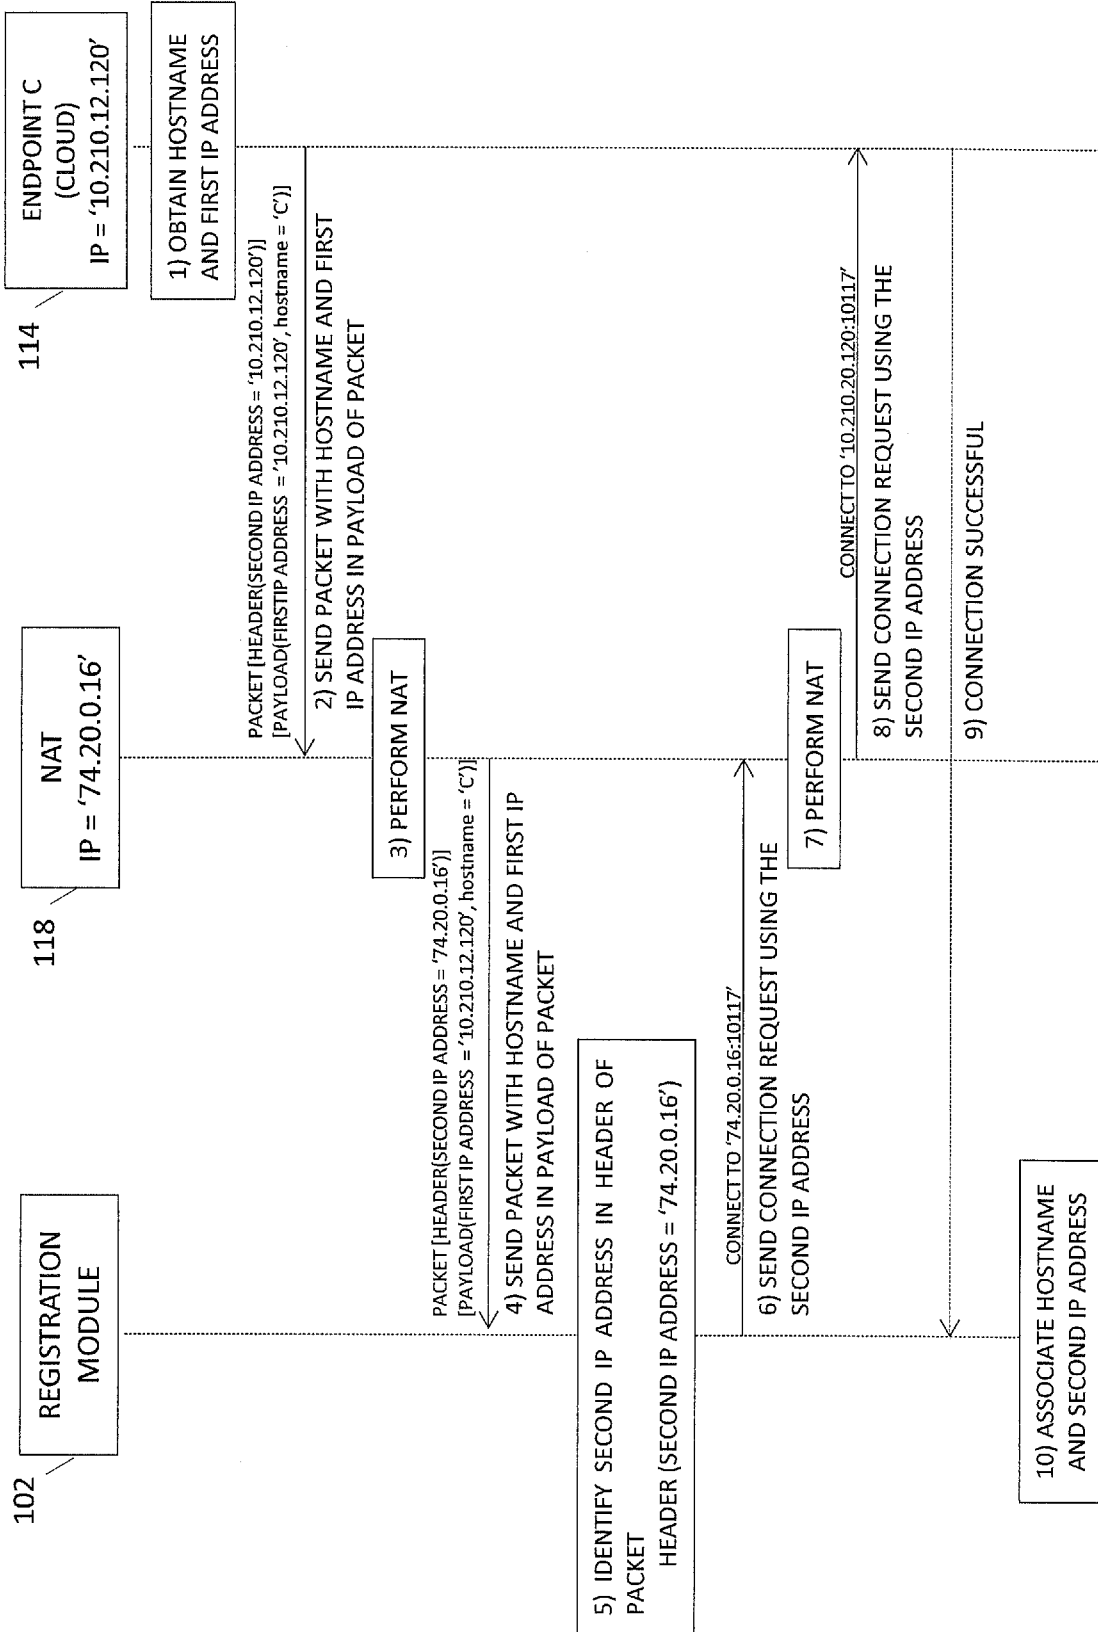 102
REGISTRATION
MODULE
118
NAT
IP = '74.20.0.16'
114
ENDPOINT C
(CLOUD)
IP = '10.210.12.120'
1) OBTAIN HOSTNAME
AND FIRST IP ADDRESS
PACKET [HEADER(SECOND IP ADDRESS = '10.210.12.120')]
[PAYLOAD(FIRST IP ADDRESS = '10.210.12.120', hostname = 'C')]
2) SEND PACKET WITH HOSTNAME AND FIRST
IP ADDRESS IN PAYLOAD OF PACKET
3) PERFORM NAT
PACKET [HEADER(SECOND IP ADDRESS = '74.20.0.16')]
[PAYLOAD(FIRST IP ADDRESS = '10.210.12.120', hostname = 'C')]
4) SEND PACKET WITH HOSTNAME AND FIRST IP
ADDRESS IN PAYLOAD OF PACKET
5) IDENTIFY SECOND IP ADDRESS IN HEADER OF
PACKET
HEADER (SECOND IP ADDRESS = '74.20.0.16')
CONNECT TO '74.20.0.16:10117'
6) SEND CONNECTION REQUEST USING THE
SECOND IP ADDRESS
7) PERFORM NAT
CONNECT TO '10.210.20.120:10117'
8) SEND CONNECTION REQUEST USING THE
SECOND IP ADDRESS
9) CONNECTION SUCCESSFUL
10) ASSOCIATE HOSTNAME
AND SECOND IP ADDRESS